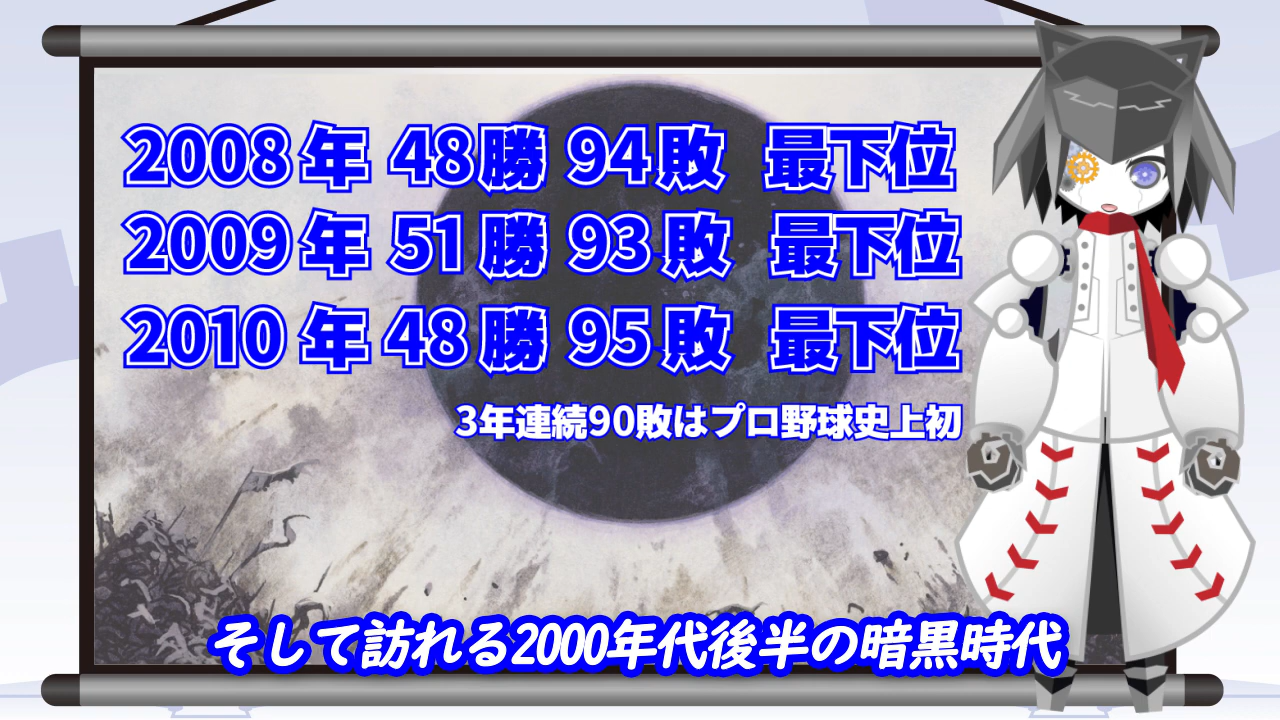 2008年 48勝 94敗 最下位
2009年 51勝 93敗 最下位
2010年 48勝 95敗 最下位
3年連続90敗はプロ野球史上初
そして訪れる2000年代後半の暗黒時代